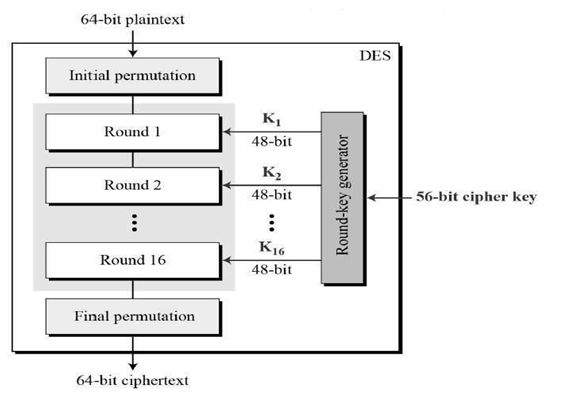 64-bit plaintext
DES
Initial permutation
Round 1
K1
48-bit
Round 2
K2
48-bit
Round-key generator
56-bit cipher key
Round 16
K16
48-bit
Final permutation
64-bit ciphertext